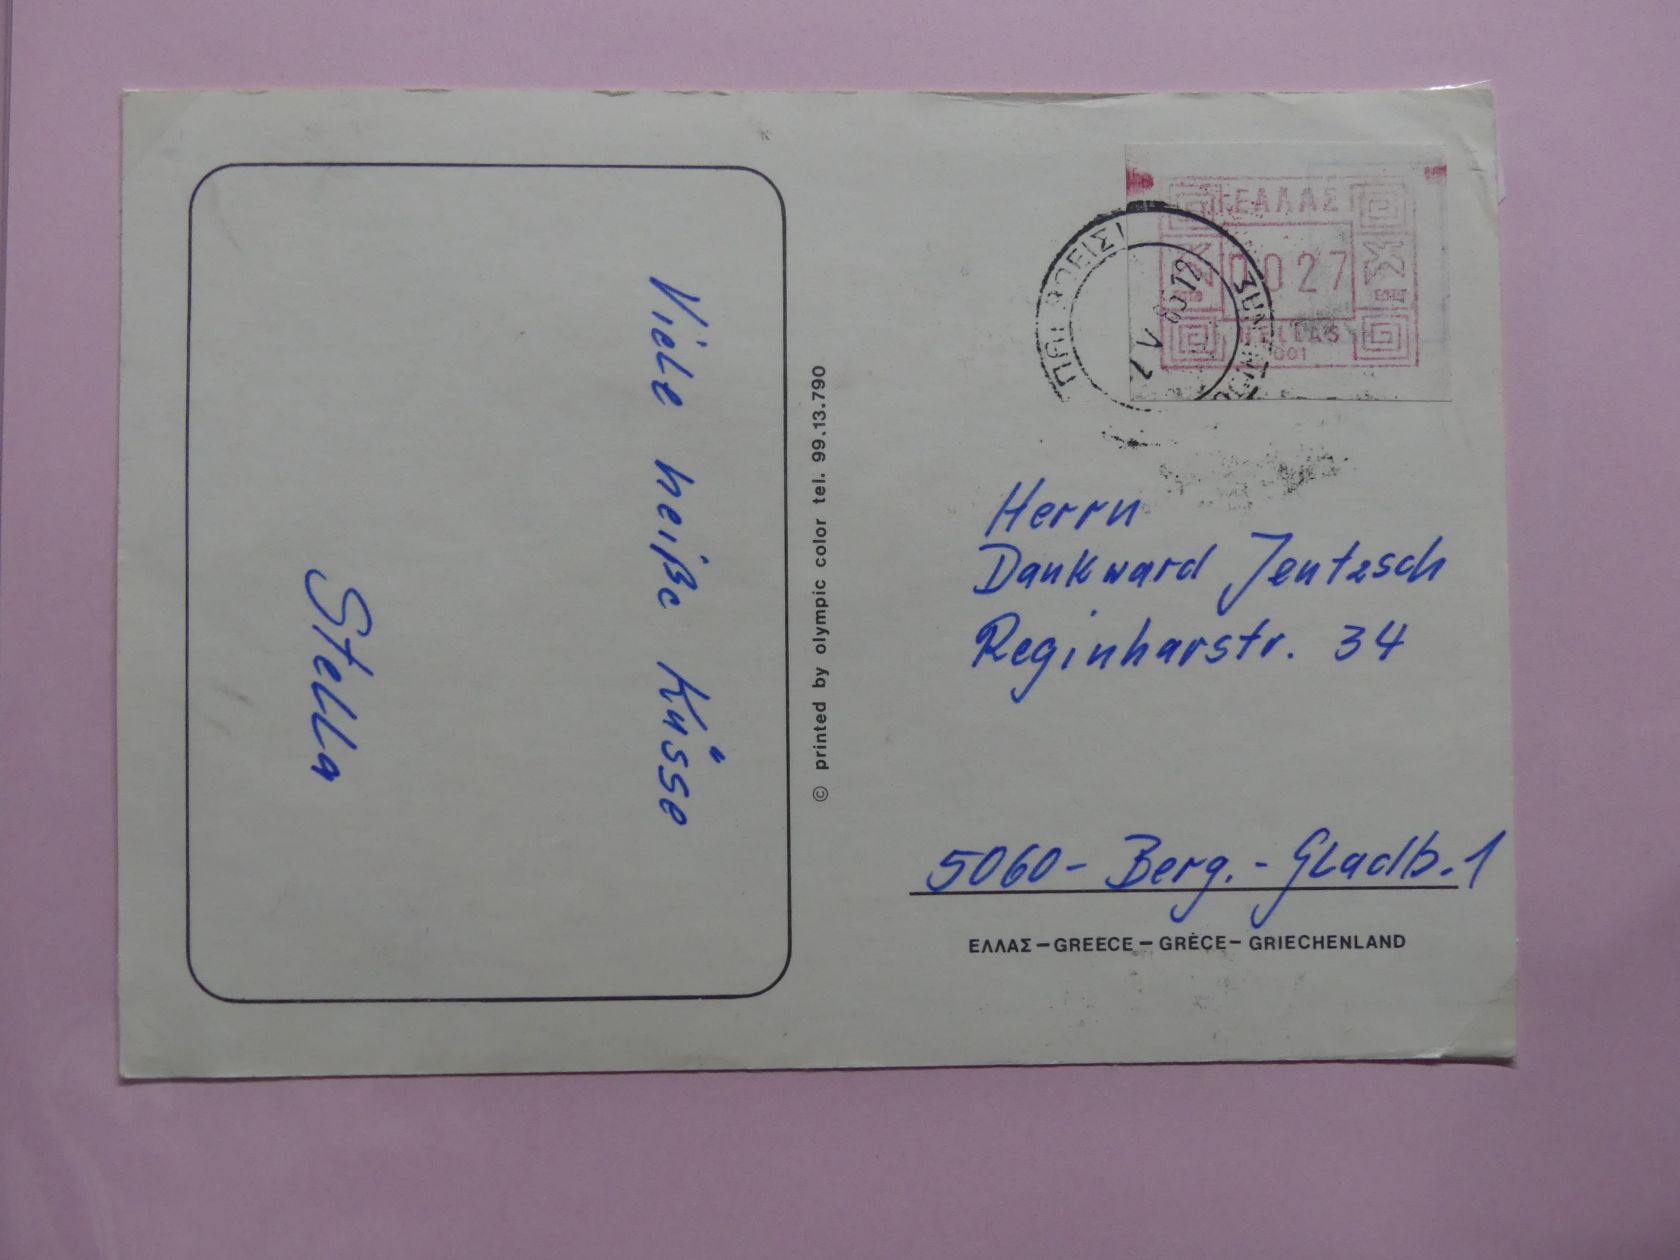 Viele heiße Küsse
Stella
© printed by olympic color tel. 99.13.790
ΕΛΛΑΣ
0027
HELLAS
001
Herrn
Dankward Jentzsch
Reginharstr. 34
5060- Berg.-Gladb. 1
ΕΛΛΑΣ – GREECE – GRÈCE – GRIECHENLAND